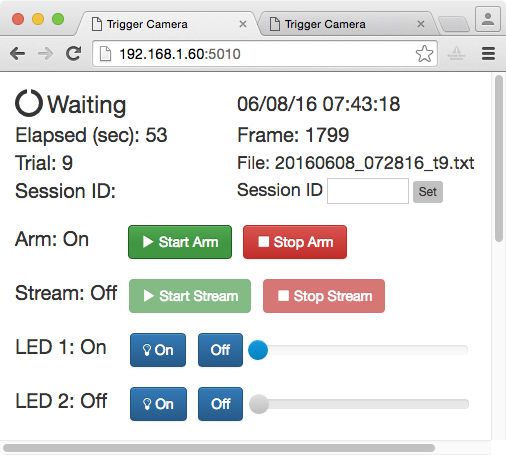 Trigger Camera Trigger Camera
192.168.1.60:5010
Waiting 06/08/16 07:43:18
Elapsed (sec): 53 Frame: 1799
Trial: 9 File: 20160608_072816_t9.txt
Session ID: Session ID Set
Arm: On Start Arm Stop Arm
Stream: Off Start Stream Stop Stream
LED 1: On On Off
LED 2: Off On Off